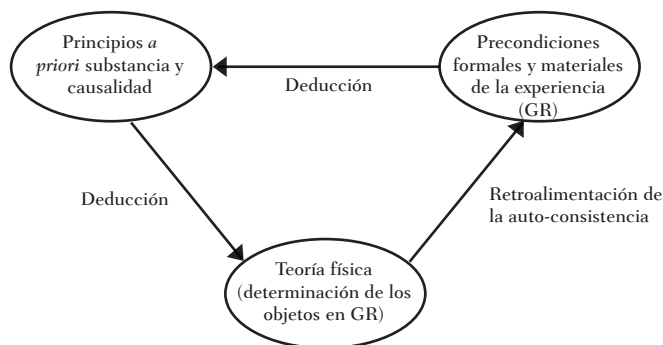 Principios a
priori substancia y
causalidad
Precondiciones
formales y materiales
de la experiencia
(GR)
Deducción
Deducción
Retroalimentación de
la auto-consistencia
Teoría física
(determinación de los
objetos en GR)